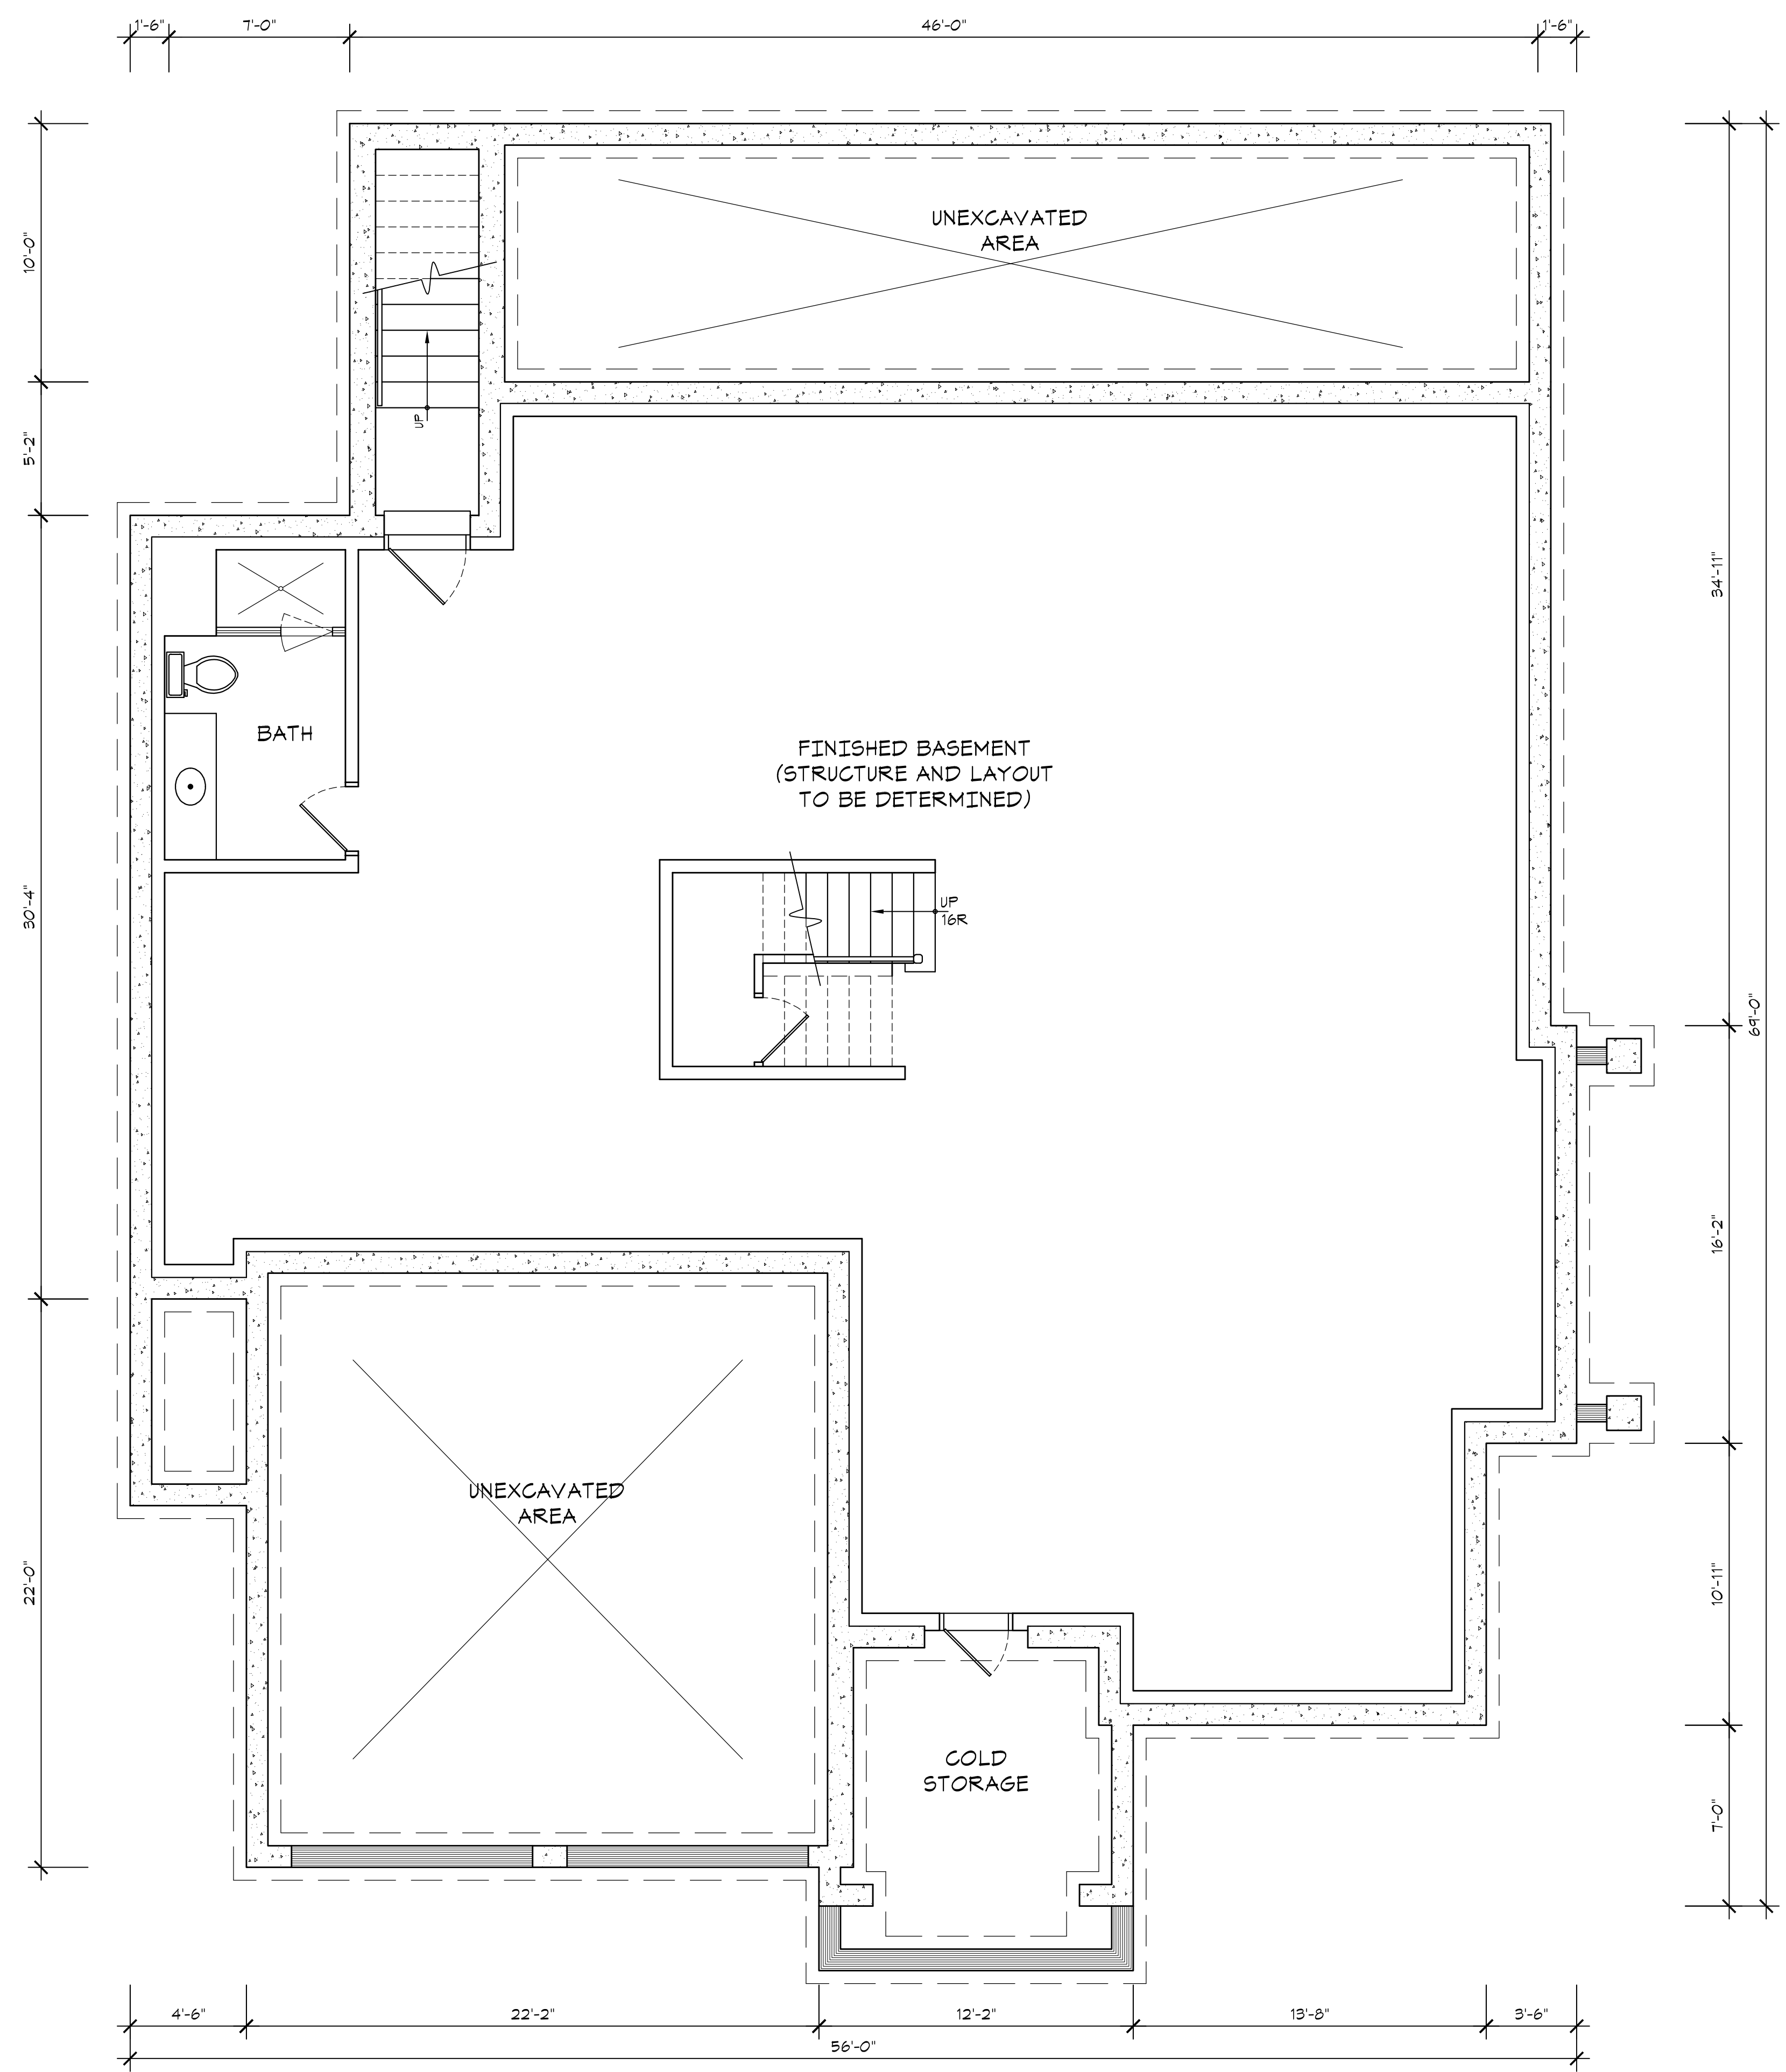 1'-6"
7'-0"
46'-0"
1'-6"
UNEXCAVATED
AREA
10'-0"
UP
5'-2"
34'-11"
BATH
FINISHED BASEMENT
(STRUCTURE AND LAYOUT
TO BE DETERMINED)
30'-4"
UP
16R
69'-0"
16'-2"
UNEXCAVATED
AREA
22'-0"
10'-11"
COLD
STORAGE
7'-0"
4'-6"
22'-2"
12'-2"
13'-8"
3'-6"
56'-0"